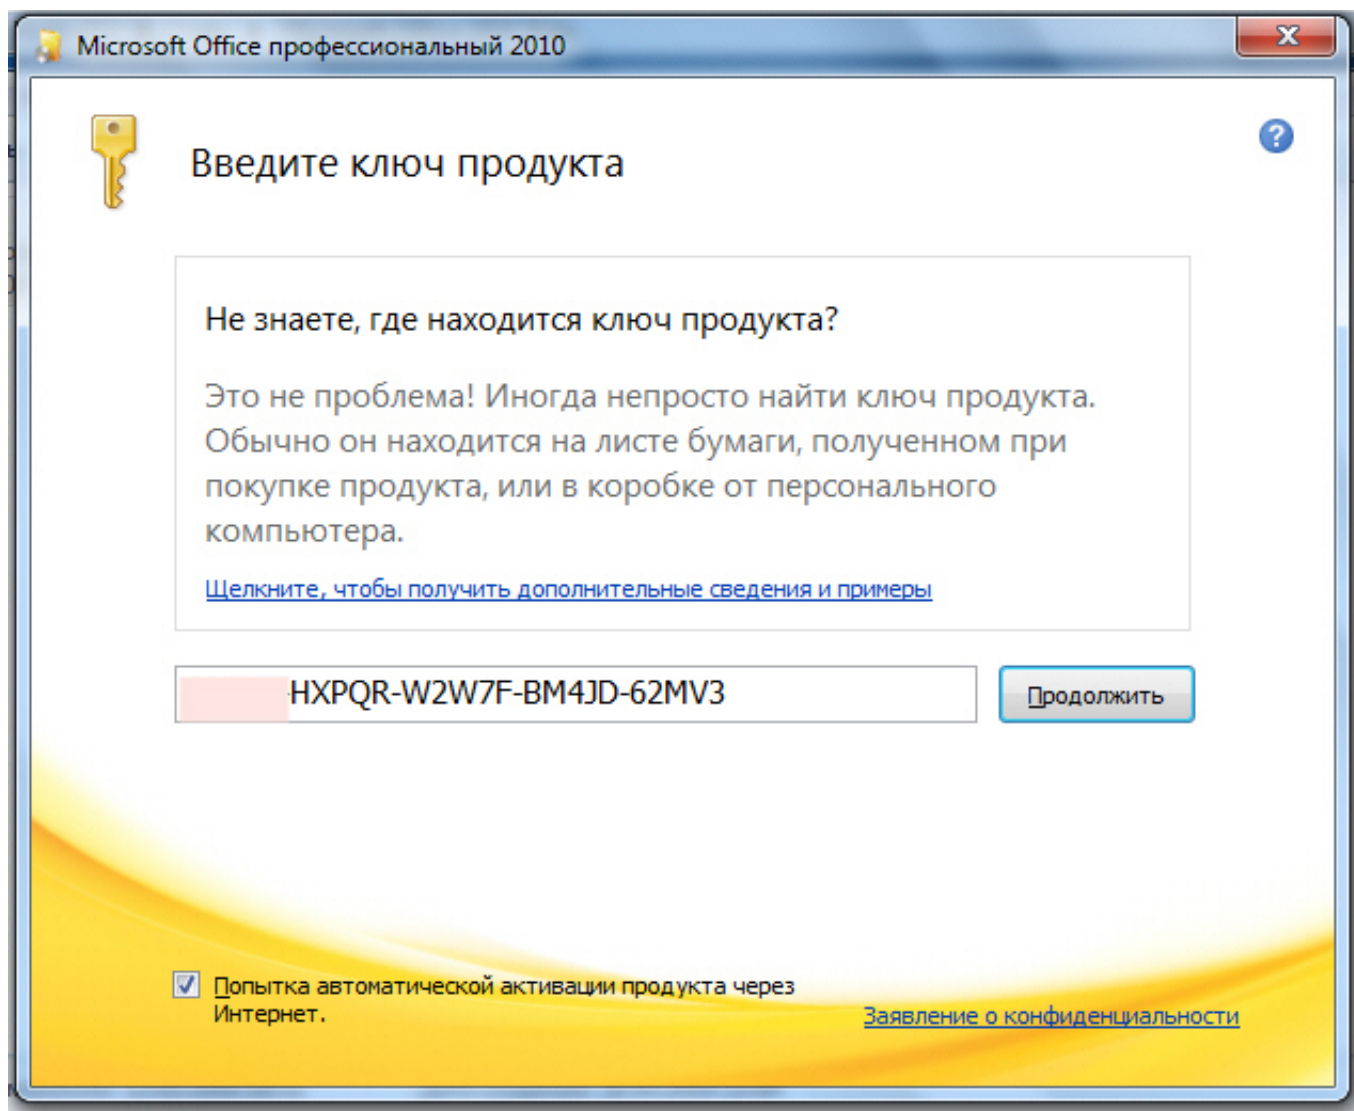 Microsoft Office профессиональный 2010
Введите ключ продукта
Не знаете, где находится ключ продукта?
Это не проблема! Иногда непросто найти ключ продукта.
Обычно он находится на листе бумаги, полученном при
покупке продукта, или в коробке от персонального
компьютера.
Щелкните, чтобы получить дополнительные сведения и примеры
-HXPQR-W2W7F-BM4JD-62MV3
Продолжить
Попытка автоматической активации продукта через
Интернет.
Заявление о конфиденциальности